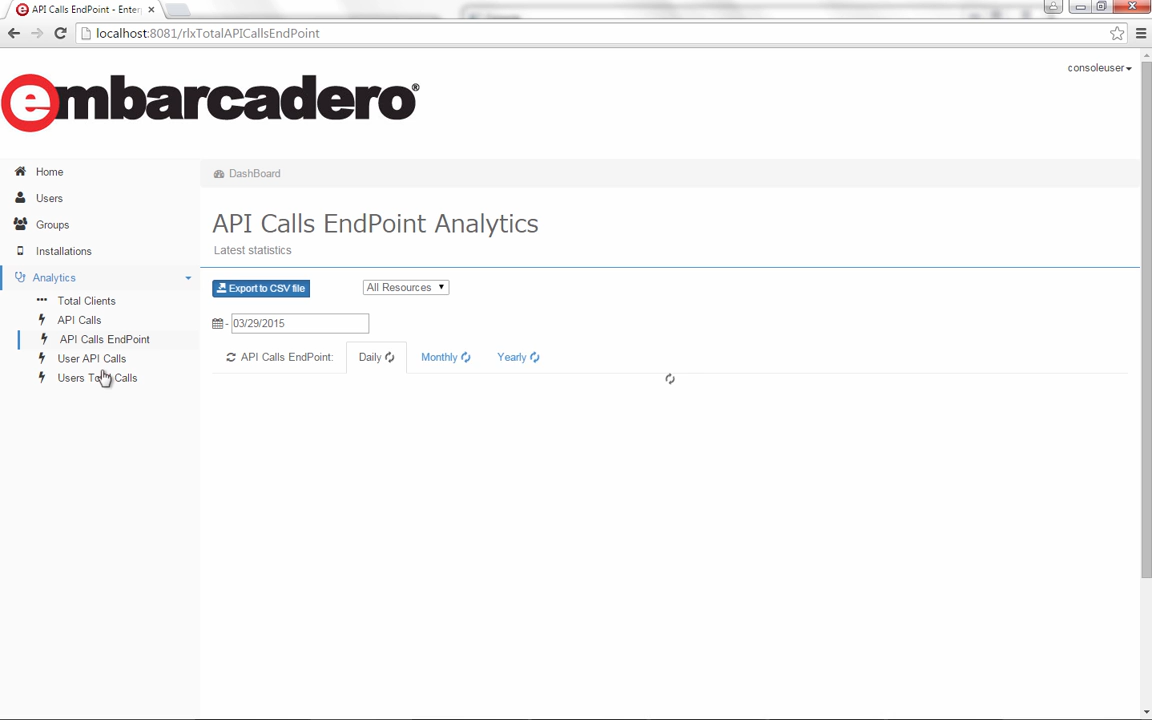 API Calls EndPoint - Enter
localhost:8081/rlxTotalAPICallsEndPoint
consoleuser
embarcadero®
Home
Users
Groups
Installations
Analytics
Total Clients
API Calls
API Calls EndPoint
User API Calls
Users Calls
DashBoard
API Calls EndPoint Analytics
Latest statistics
Export to CSV file
All Resources
- 03/29/2015
API Calls EndPoint:
Daily
Monthly
Yearly